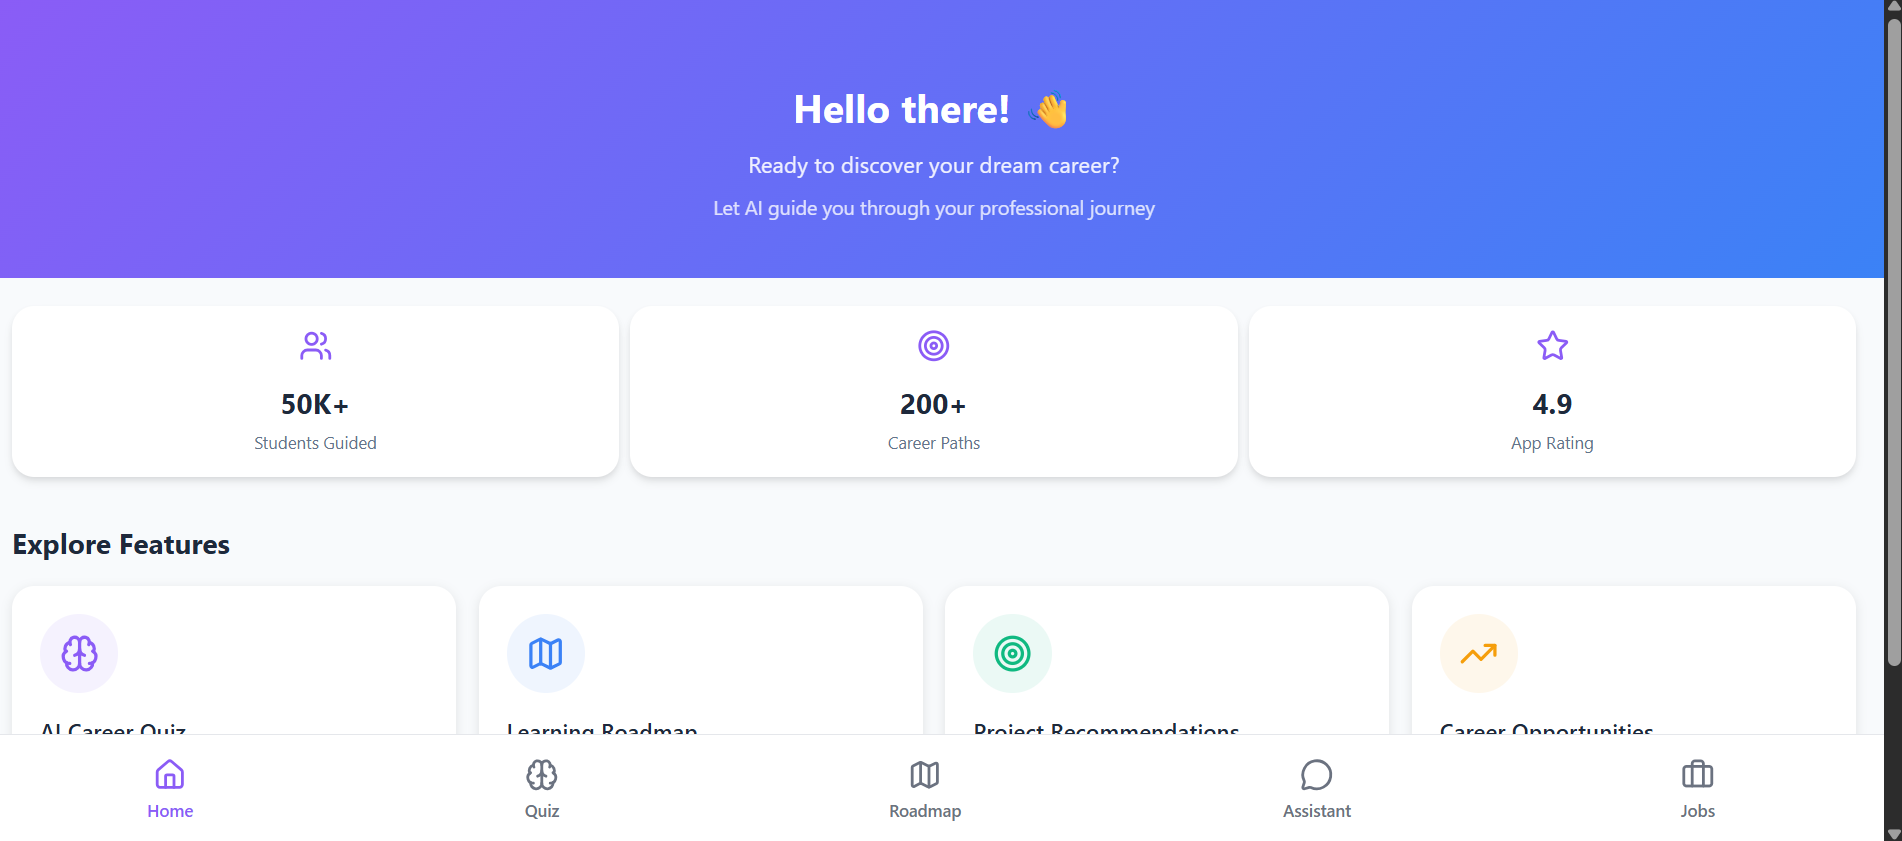 Hello there! 👋
Ready to discover your dream career?
Let AI guide you through your professional journey
50K+
Students Guided
200+
Career Paths
4.9
App Rating
Explore Features
AI Career Quiz
Learning Roadmap
Project Recommendations
Career Opportunities
Home
Quiz
Roadmap
Assistant
Jobs